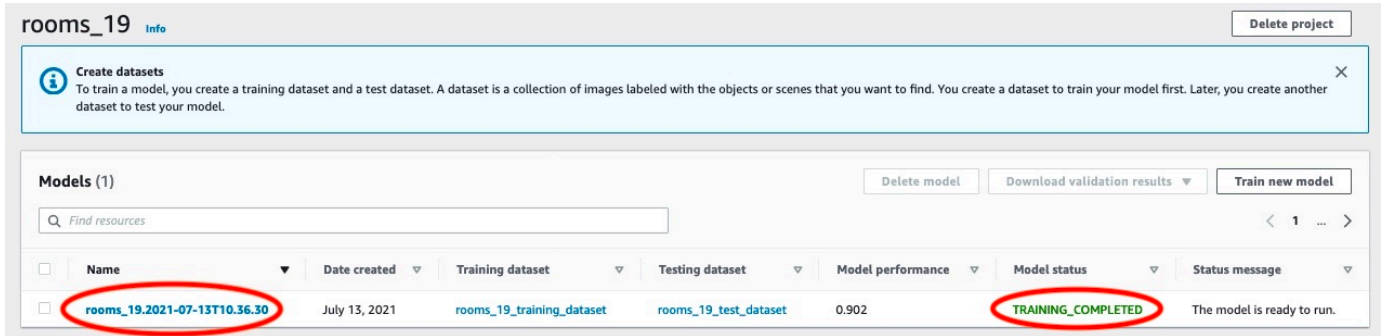 rooms_19 Info
Delete project
Create datasets
To train a model, you create a training dataset and a test dataset. A dataset is a collection of images labeled with the objects or scenes that you want to find. You create a dataset to train your model first. Later, you create another
dataset to test your model.
Models (1)
Delete model
Download validation results
Train new model
Find resources
1 ...
Name Date created Training dataset Testing dataset Model performance Model status Status message
rooms_19.2021-07-13T10.36.30 July 13, 2021 rooms_19_training_dataset rooms_19_test_dataset 0.902 TRAINING_COMPLETED The model is ready to run.